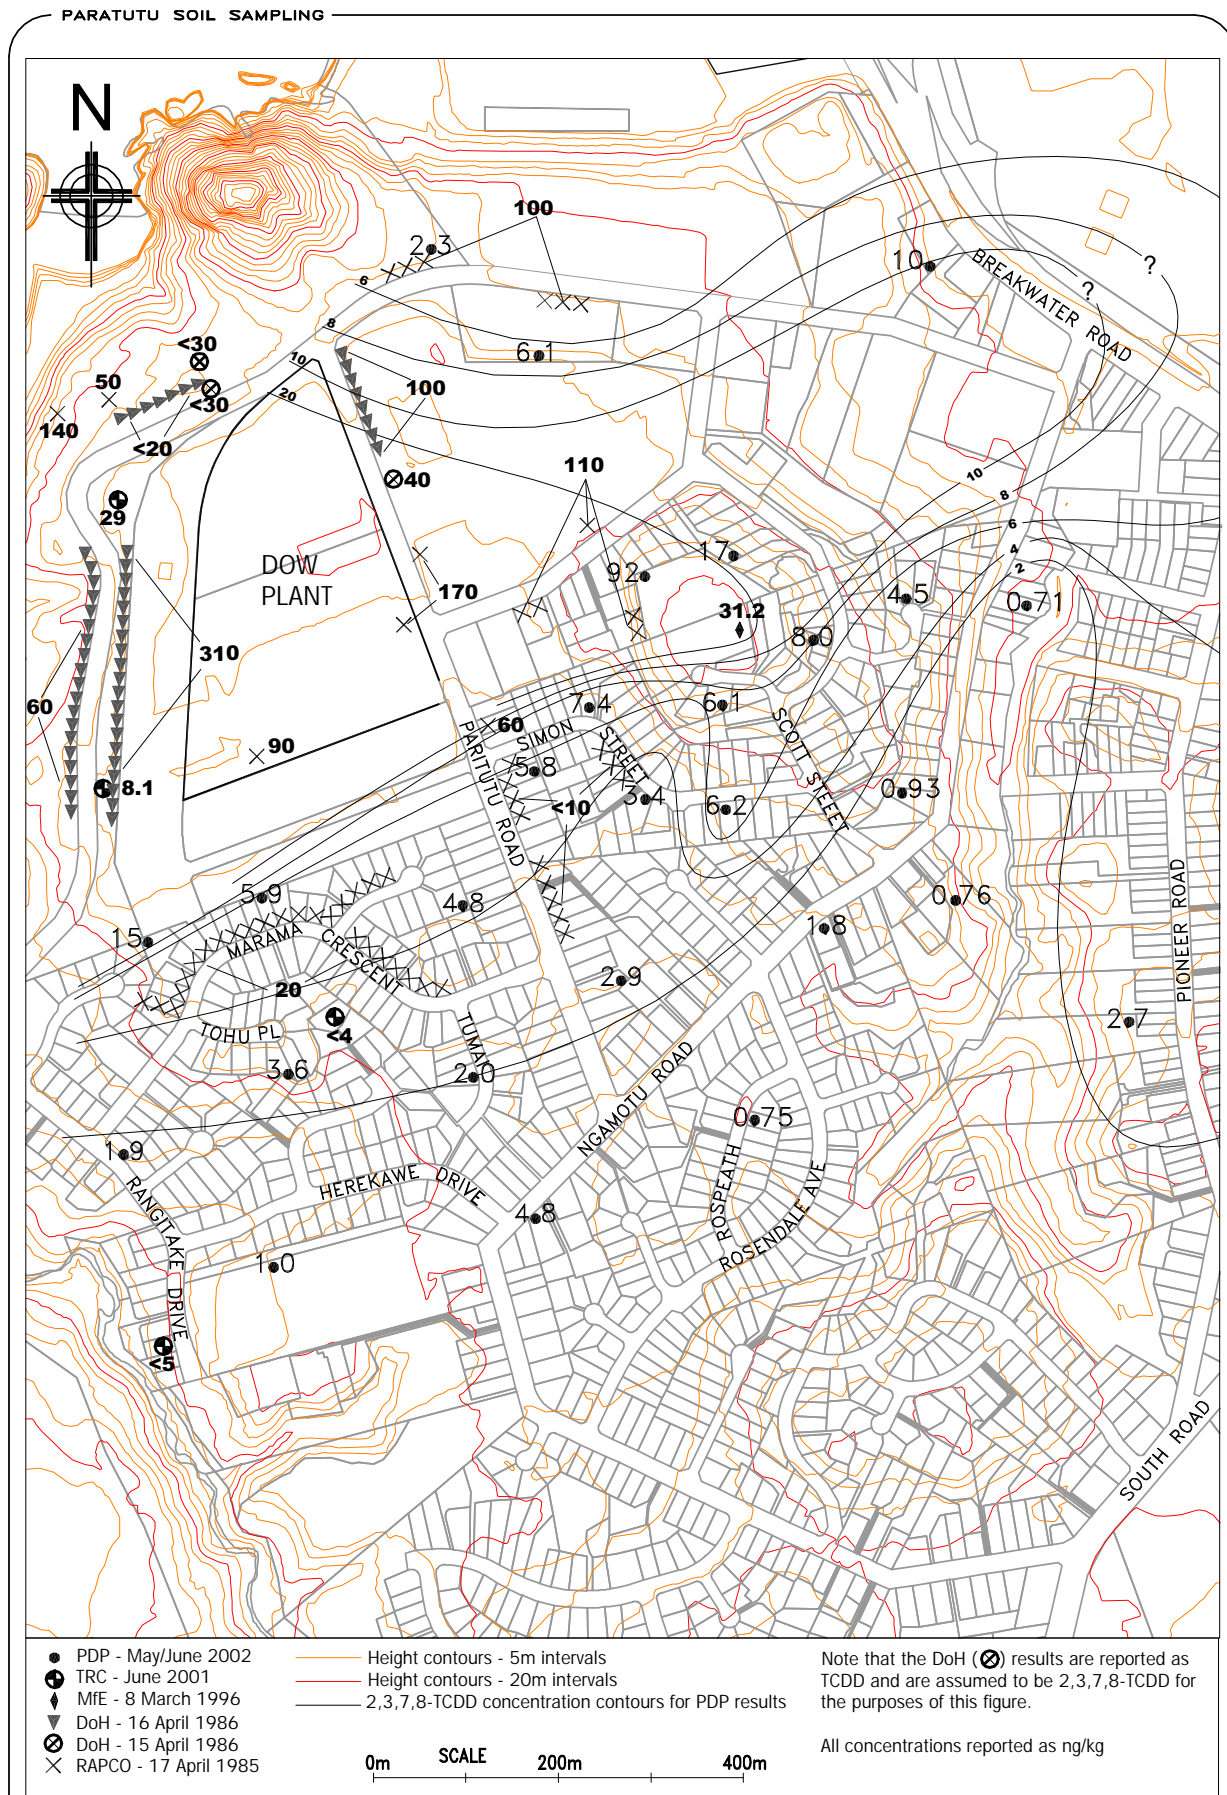 PARATUTU SOIL SAMPLING
N
100
2.3
10
BREAKWATER ROAD
?
?
6
8
10
20
<30
6.1
50
<30
100
140
<20
110
40
29
10
8
6
4
2
DOW
PLANT
17
92
170
4.5
0.71
31.2
8.0
310
60
7.4
6.1
60
SIMON
STREET
SCOTT STEEET
PARITUTU ROAD
90
5.8
8.1
3.4
<10
6.2
0.93
PIONEER ROAD
5.9
4.8
0.76
15
MARAMA
CRESCENT
1.8
2.9
20
TOHU PL
<4
TUMAI
2.7
3.6
2.0
NGAMOTU ROAD
0.75
1.9
RANGITAKE DRIVE
HEREKAWE DRIVE
ROSPEATH
ROSENDALE AVE
4.8
1.0
<5
SOUTH ROAD
PDP - May/June 2002
TRC - June 2001
MfE - 8 March 1996
DoH - 16 April 1986
DoH - 15 April 1986
RAPCO - 17 April 1985
Height contours - 5m intervals
Height contours - 20m intervals
2,3,7,8-TCDD concentration contours for PDP results
0m SCALE 200m 400m
Note that the DoH ( ) results are reported as
TCDD and are assumed to be 2,3,7,8-TCDD for
the purposes of this figure.
All concentrations reported as ng/kg